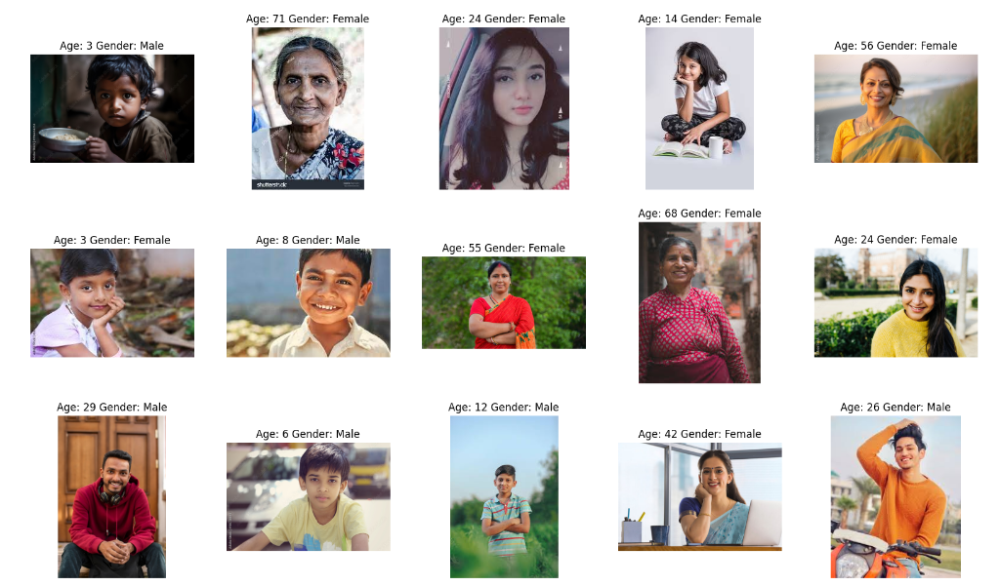 Age: 3 Gender: Male
Age: 71 Gender: Female
Age: 24 Gender: Female
Age: 14 Gender: Female
Age: 56 Gender: Female
shutterstock
Age: 3 Gender: Female
Age: 8 Gender: Male
Age: 55 Gender: Female
Age: 68 Gender: Female
Age: 24 Gender: Female
Age: 29 Gender: Male
Age: 6 Gender: Male
Age: 12 Gender: Male
Age: 42 Gender: Female
Age: 26 Gender: Male